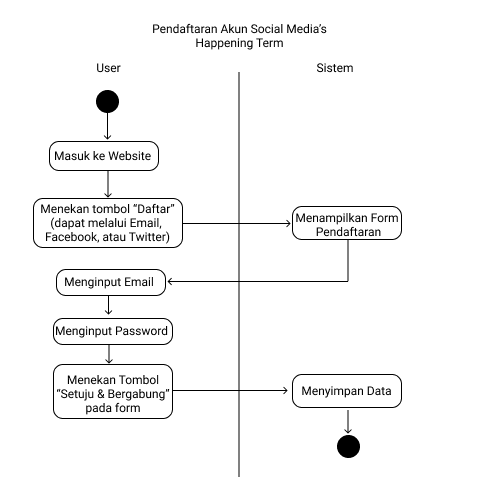 Pendaftaran Akun Social Media's
Happening Term
User
Sistem
Masuk ke Website
Menekan tombol "Daftar"
(dapat melalui Email,
Facebook, atau Twitter)
Menampilkan Form
Pendaftaran
Menginput Email
Menginput Password
Menekan Tombol
"Setuju & Bergabung"
pada form
Menyimpan Data